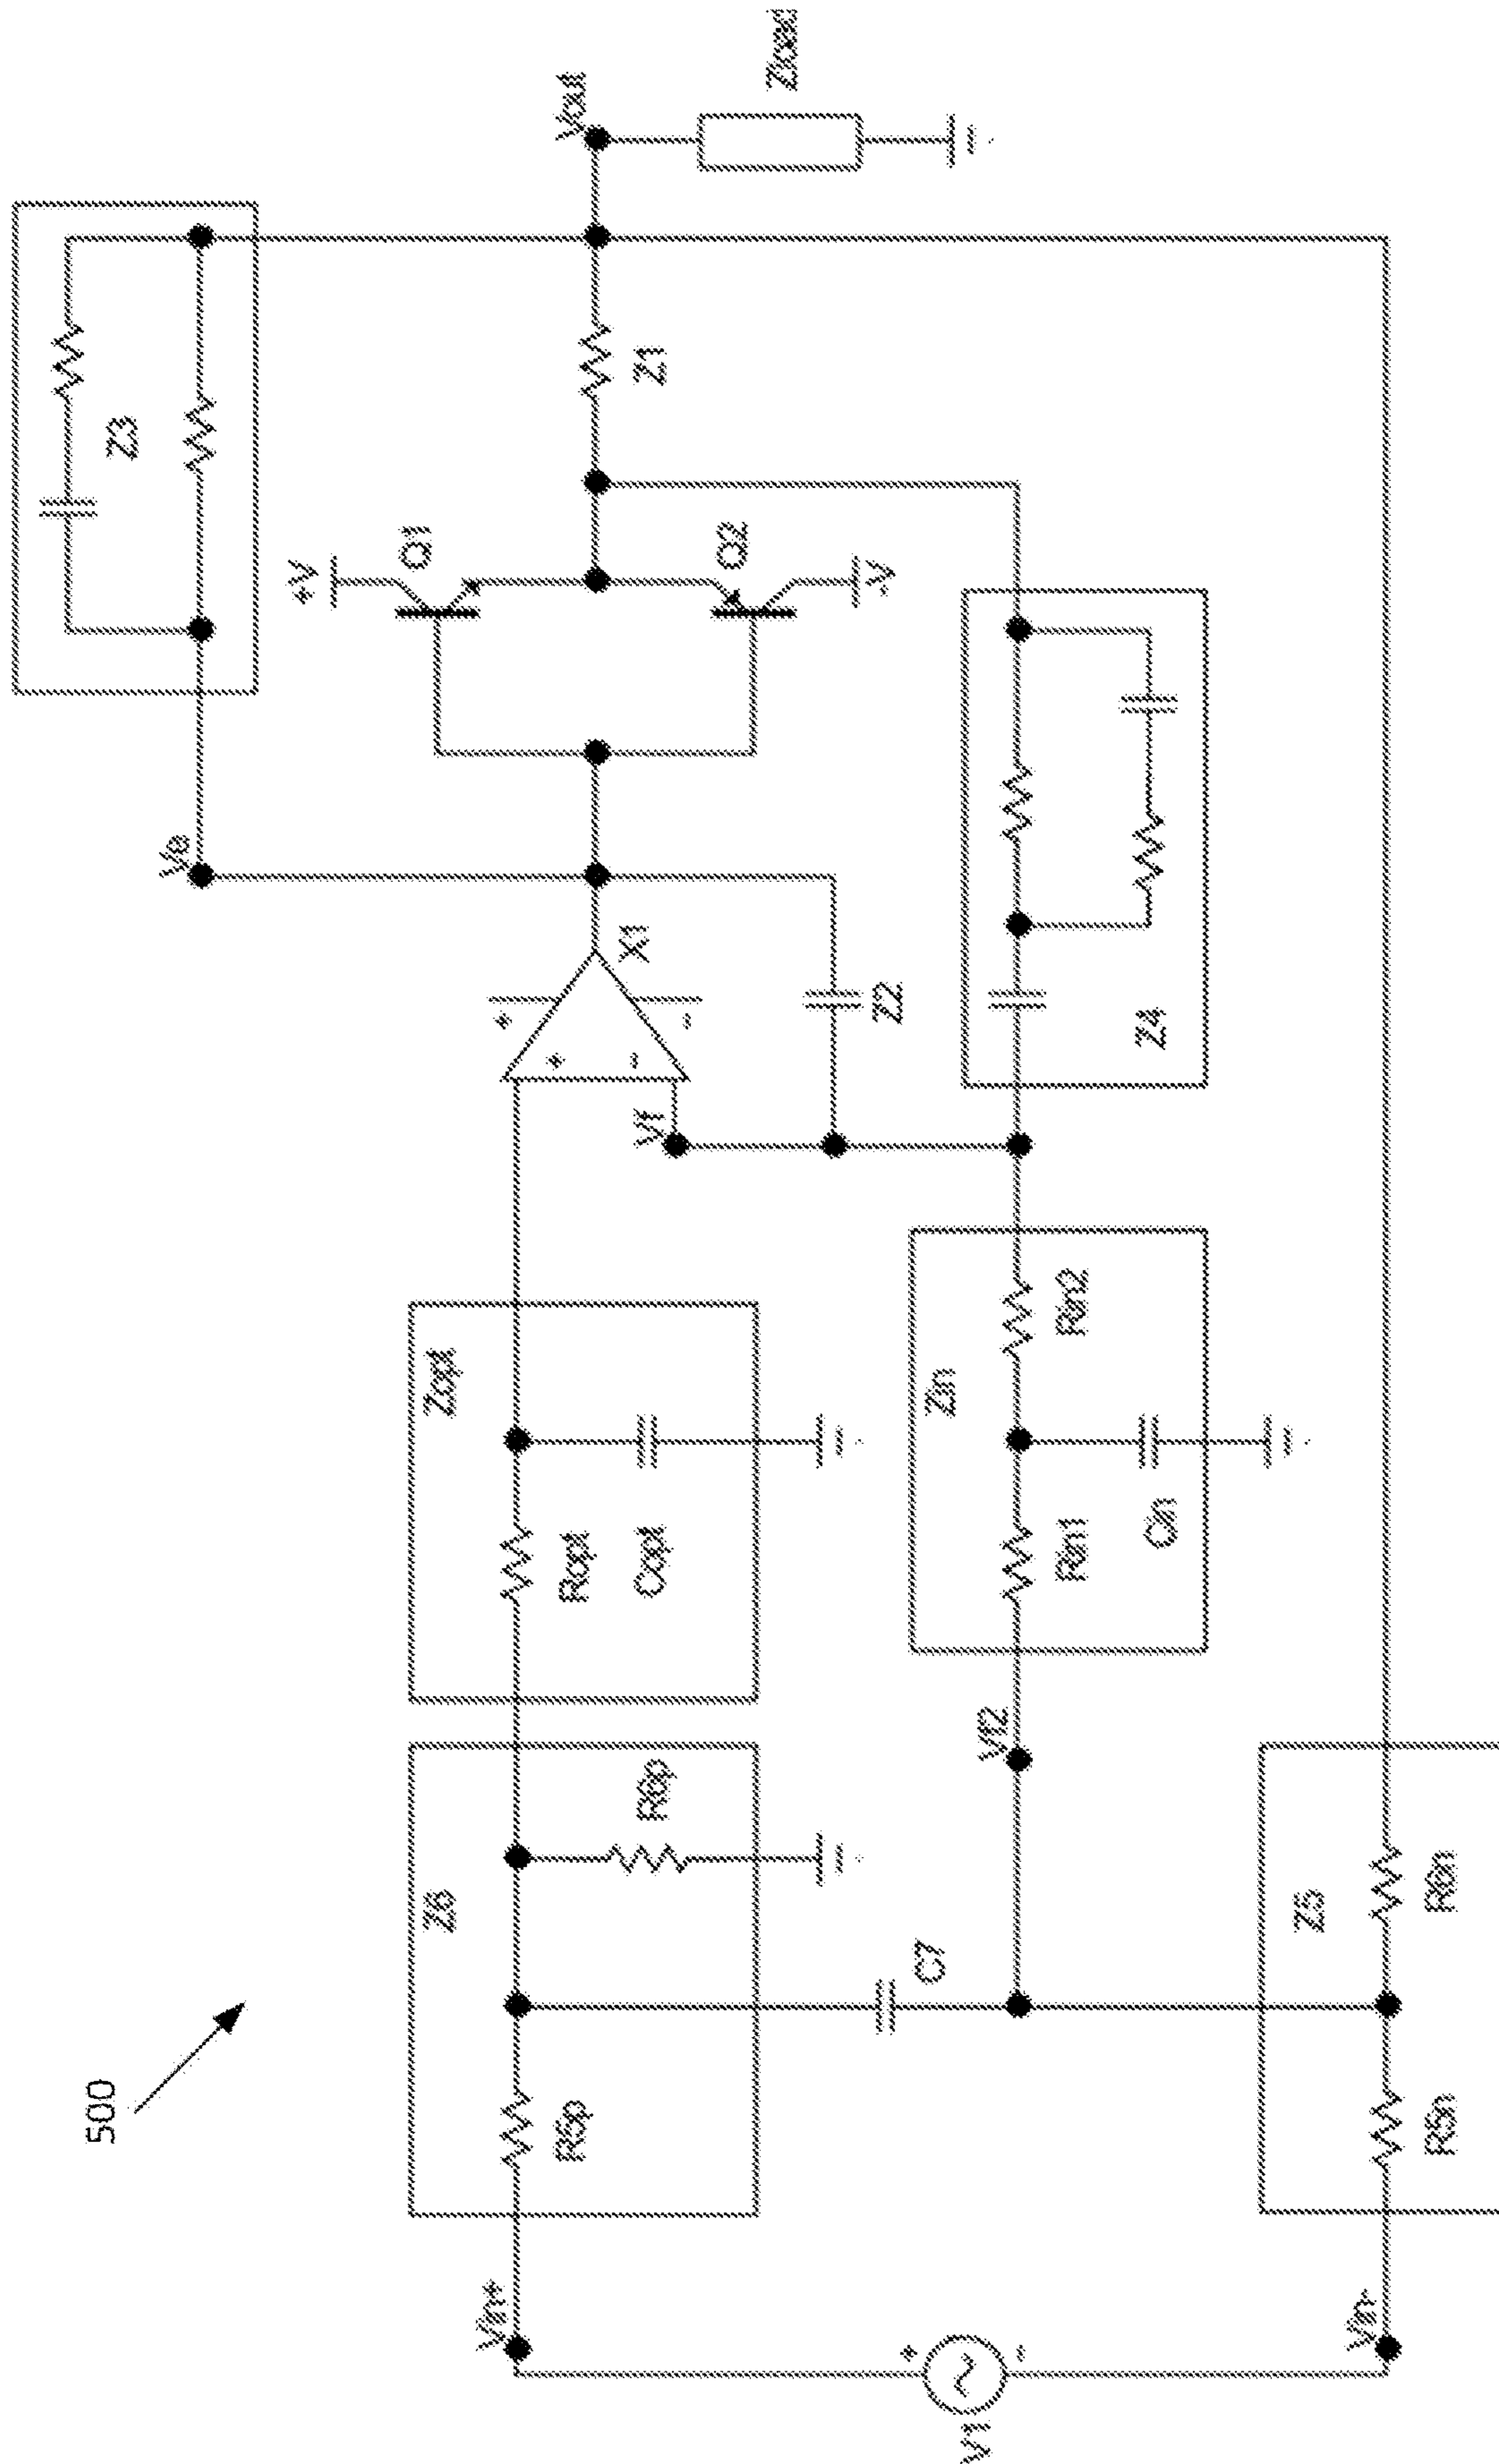 500
V1
+
-
Vin+
Vin-
Z6
R5p
R6p
C7
Z5
R5n
R6n
Vf2
Zopt
Ropt
Copt
Zin
Rin1
Rin2
Cin
Vf
+
-
+
-
X1
Z2
Z4
Ve
Z3
+V
Q1
Q2
-V
Z1
Vout
Zload